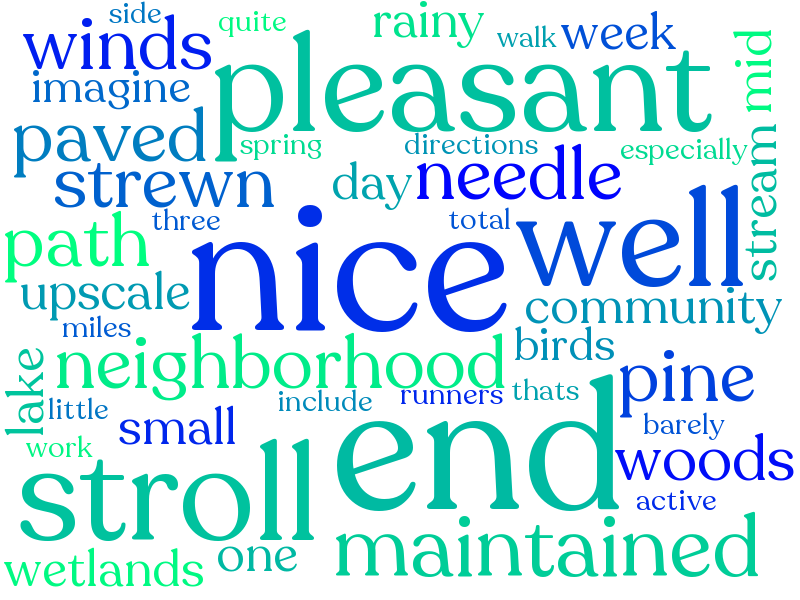 side
quite
rainy
winds
walk
week
mid
imagine
pleasant
paved
spring
directions
especially
strewn
day
needle
stream
path
three
nice
total
well
upscale
community
miles
birds
neighborhood
pine
lake
little
include
runners
thats
small
barely
work
stroll
end
woods
active
maintained
wetlands
one